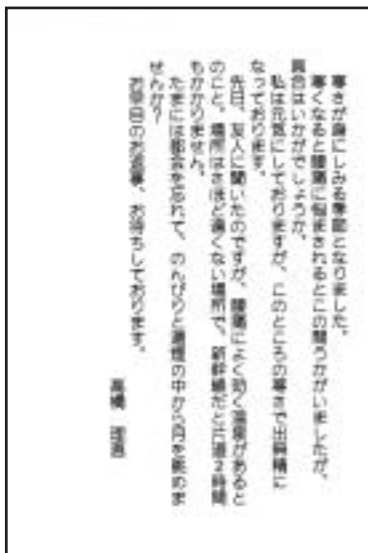 寒さが身にしみる季節となりました。
寒くなると腰痛に悩まされるとこの間うかがいましたが、
具合はいかがでしょうか。
私は元気にしておりますが、このところの寒さで出無精に
なっております。
先日、友人に聞いたのですが、腰痛によく効く温泉があると
のこと。場所はさほど遠くない場所で、新幹線だと片道2時間
もかかりません。
たまには都会を忘れて、のんびりと湯煙の中から月を眺めま
せんか?
お早目のお返事、お待ちしております。
高橋 理